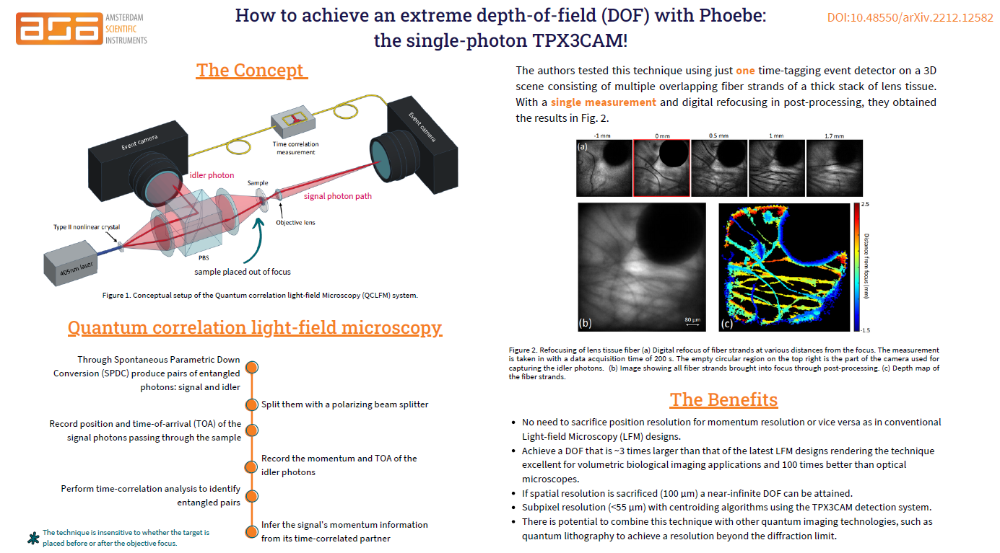 asa
AMSTERDAM
SCIENTIFIC
INSTRUMENTS
How to achieve an extreme depth-of-field (DOF) with Phoebe:
the single-photon TPX3CAM!
DOI:10.48550/arXiv.2212.12582
The Concept
Event camera
Time correlation
measurement
Event camera
idler photon
Sample
signal photon path
Objective lens
Type II nonlinear crystal
PBS
405nm laser
sample placed out of focus
Figure 1. Conceptual setup of the Quantum correlation light-field Microscopy (QCLFM) system.
Quantum correlation light-field microscopy
Through Spontaneous Parametric Down
Conversion (SPDC) produce pairs of entangled
photons: signal and idler
Split them with a polarizing beam splitter
Record position and time-of-arrival (TOA) of the
signal photons passing through the sample
Record the momentum and TOA of the
idler photons
Perform time-correlation analysis to identify
entangled pairs
Infer the signal's momentum information
from its time-correlated partner
* The technique is insensitive to whether the target is
placed before or after the objective focus.
The authors tested this technique using just one time-tagging event detector on a 3D
scene consisting of multiple overlapping fiber strands of a thick stack of lens tissue.
With a single measurement and digital refocusing in post-processing, they obtained
the results in Fig. 2.
-1 mm 0 mm 0.5 mm 1 mm 1.7 mm
(a)
(b)
80 μm
(c)
2.5
Distance from focus (mm)
-1.5
Figure 2. Refocusing of lens tissue fiber (a) Digital refocus of fiber strands at various distances from the focus. The measurement
is taken in with a data acquisition time of 200 s. The empty circular region on the top right is the part of the camera used for
capturing the idler photons. (b) Image showing all fiber strands brought into focus through post-processing. (c) Depth map of
the fiber strands.
The Benefits
• No need to sacrifice position resolution for momentum resolution or vice versa as in conventional
Light-field Microscopy (LFM) designs.
• Achieve a DOF that is ~3 times larger than that of the latest LFM designs rendering the technique
excellent for volumetric biological imaging applications and 100 times better than optical
microscopes.
• If spatial resolution is sacrificed (100 μm) a near-infinite DOF can be attained.
• Subpixel resolution (<55 μm) with centroiding algorithms using the TPX3CAM detection system.
• There is potential to combine this technique with other quantum imaging technologies, such as
quantum lithography to achieve a resolution beyond the diffraction limit.